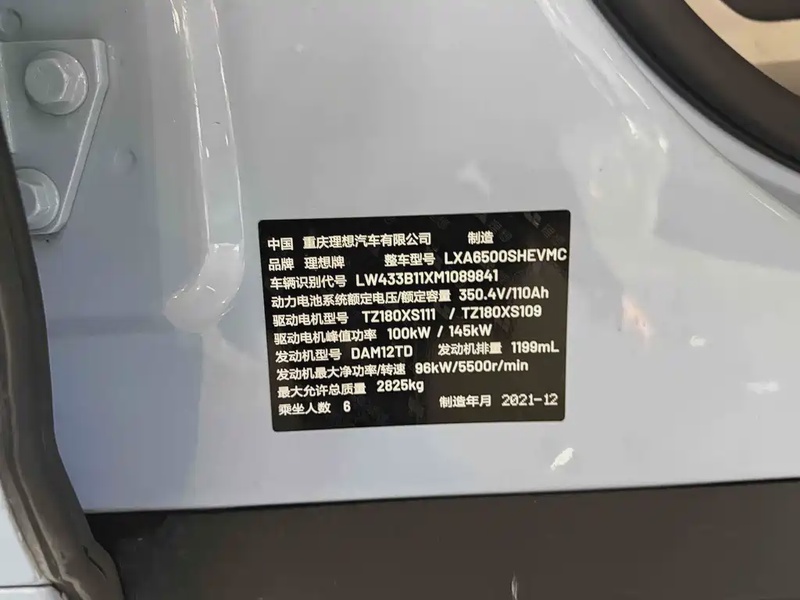 中国 重庆理想汽车有限公司 制造
品牌 理想牌 整车型号 LXA6500SHEVMC
车辆识别代号 LW433B11XM1089841
动力电池系统额定电压/额定容量 350.4V/110Ah
驱动电机型号 TZ180XS111 / TZ180XS109
驱动电机峰值功率 100kW / 145kW
发动机型号 DAM12TD 发动机排量 1199mL
发动机最大净功率/转速 96kW/5500r/min
最大允许总质量 2825kg
乘坐人数 6 制造年月 2021-12